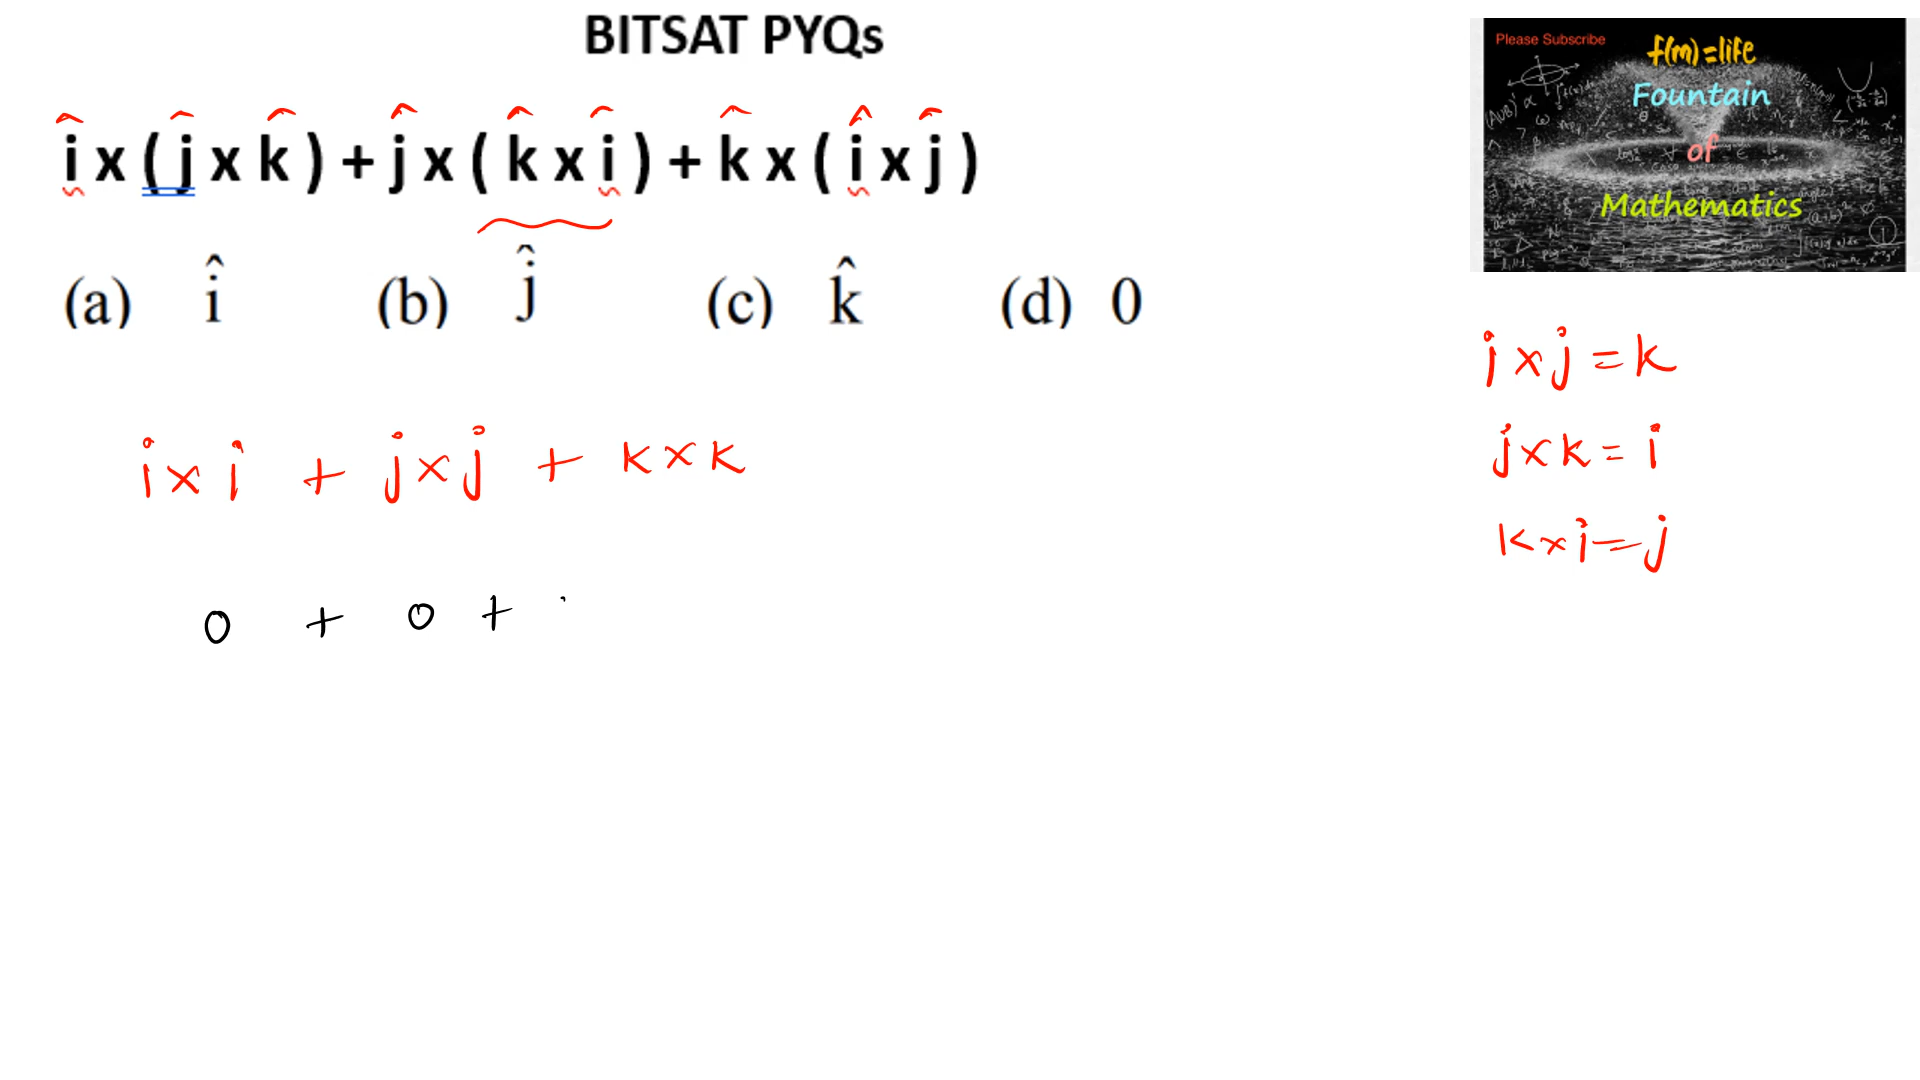 BITSAT PYQs
Please Subscribe
f(m)=life
Fountain
of
Mathematics
î x (ĵ x k̂) + ĵ x (k̂ x î) + k̂ x (î x ĵ)
(a) î (b) ĵ (c) k̂ (d) 0
i x j = k
j x k = i
k x i = j
i x i + j x j + k x k
0 + 0 +